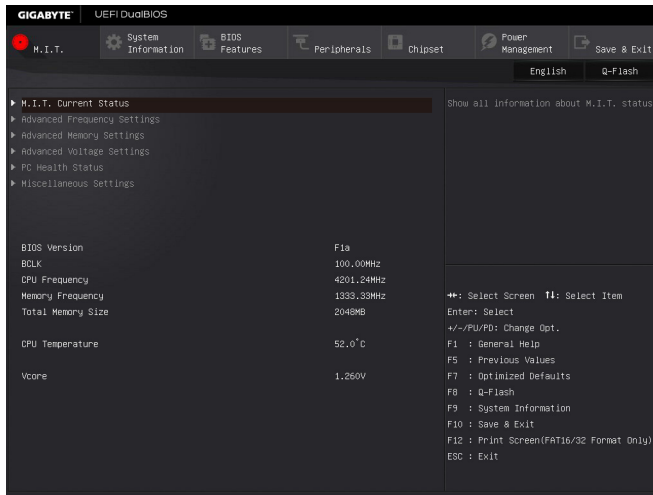 GIGABYTE™ UEFI DualBIOS
M.I.T.
System Information
BIOS Features
Peripherals
Chipset
Power Management
Save & Exit
English
Q-Flash
M.I.T. Current Status
Advanced Frequency Settings
Advanced Memory Settings
Advanced Voltage Settings
PC Health Status
Miscellaneous Settings
Show all information about M.I.T. status
BIOS Version F1a
BCLK 100.00MHz
CPU Frequency 4201.24MHz
Memory Frequency 1333.33MHz
Total Memory Size 2048MB
CPU Temperature 52.0°C
Vcore 1.260V
→←: Select Screen ↑↓: Select Item
Enter: Select
+/-/PU/PD: Change Opt.
F1 : General Help
F5 : Previous Values
F7 : Optimized Defaults
F8 : Q-Flash
F9 : System Information
F10 : Save & Exit
F12 : Print Screen(FAT16/32 Format Only)
ESC : Exit